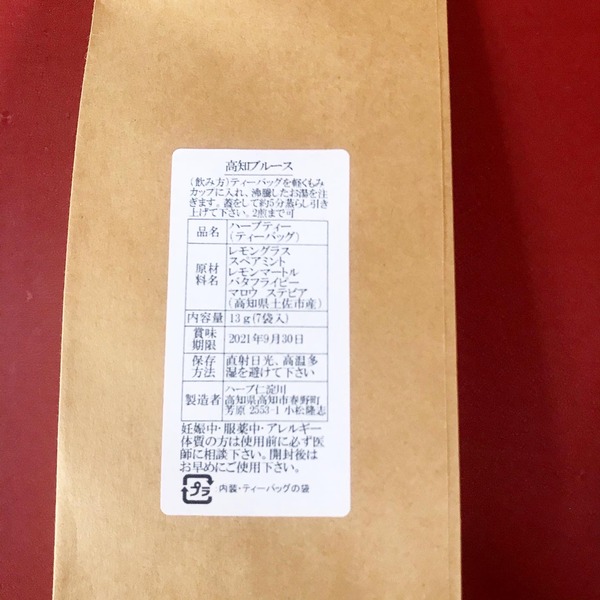 高知ブルース
(飲み方)ティーバッグを軽くもみ
カップに入れ、沸騰したお湯を注
ぎます。蓋をして約5分蒸らし引き
上げて下さい。2煎まで可
品名
ハーブティー
(ティーバッグ)
原材
料名
レモングラス
スペアミント
レモンマートル
バタフライピー
マロウ ステビア
(高知県土佐市産)
内容量
13g(7袋入)
賞味
期限
2021年9月30日
保存
方法
直射日光、高温多
湿を避けて下さい
製造者
ハーブ仁淀川
高知県高知市春野町
芳原 2553-1 小松隆志
妊娠中・服薬中・アレルギー
体質の方は使用前に必ず医
師に相談下さい。開封後は
お早めにご使用下さい。
プラ
内装・ティーバッグの袋